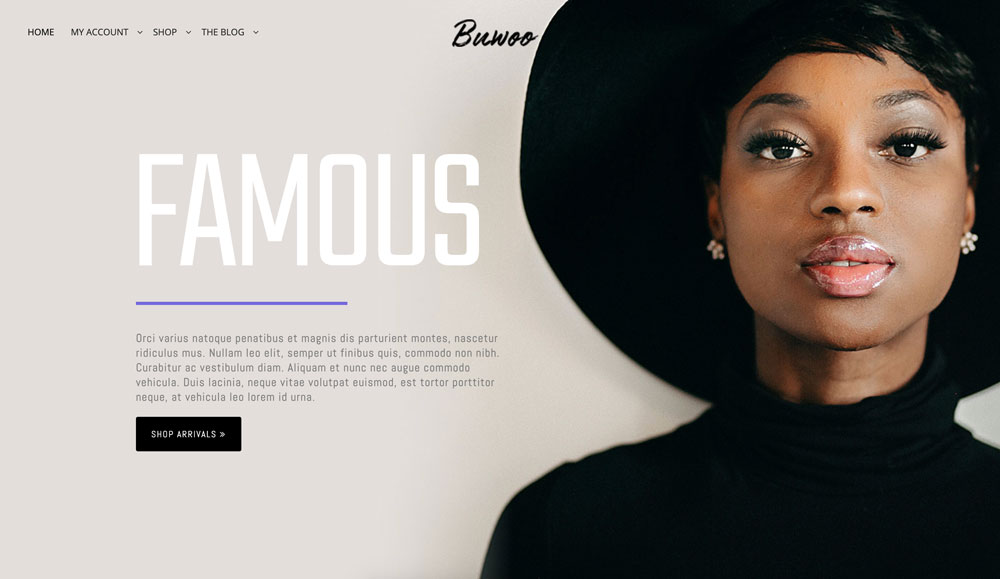 HOME MY ACCOUNT SHOP THE BLOG
Buwoo
FAMOUS
Orci varius natoque penatibus et magnis dis parturient montes, nascetur
ridiculus mus. Nullam leo elit, semper ut finibus quis, commodo non nibh.
Curabitur ac vestibulum diam. Aliquam et nunc nec augue commodo
vehicula. Duis lacinia, neque vitae volutpat euismod, est tortor porttitor
neque, at vehicula leo lorem id urna.
SHOP ARRIVALS »